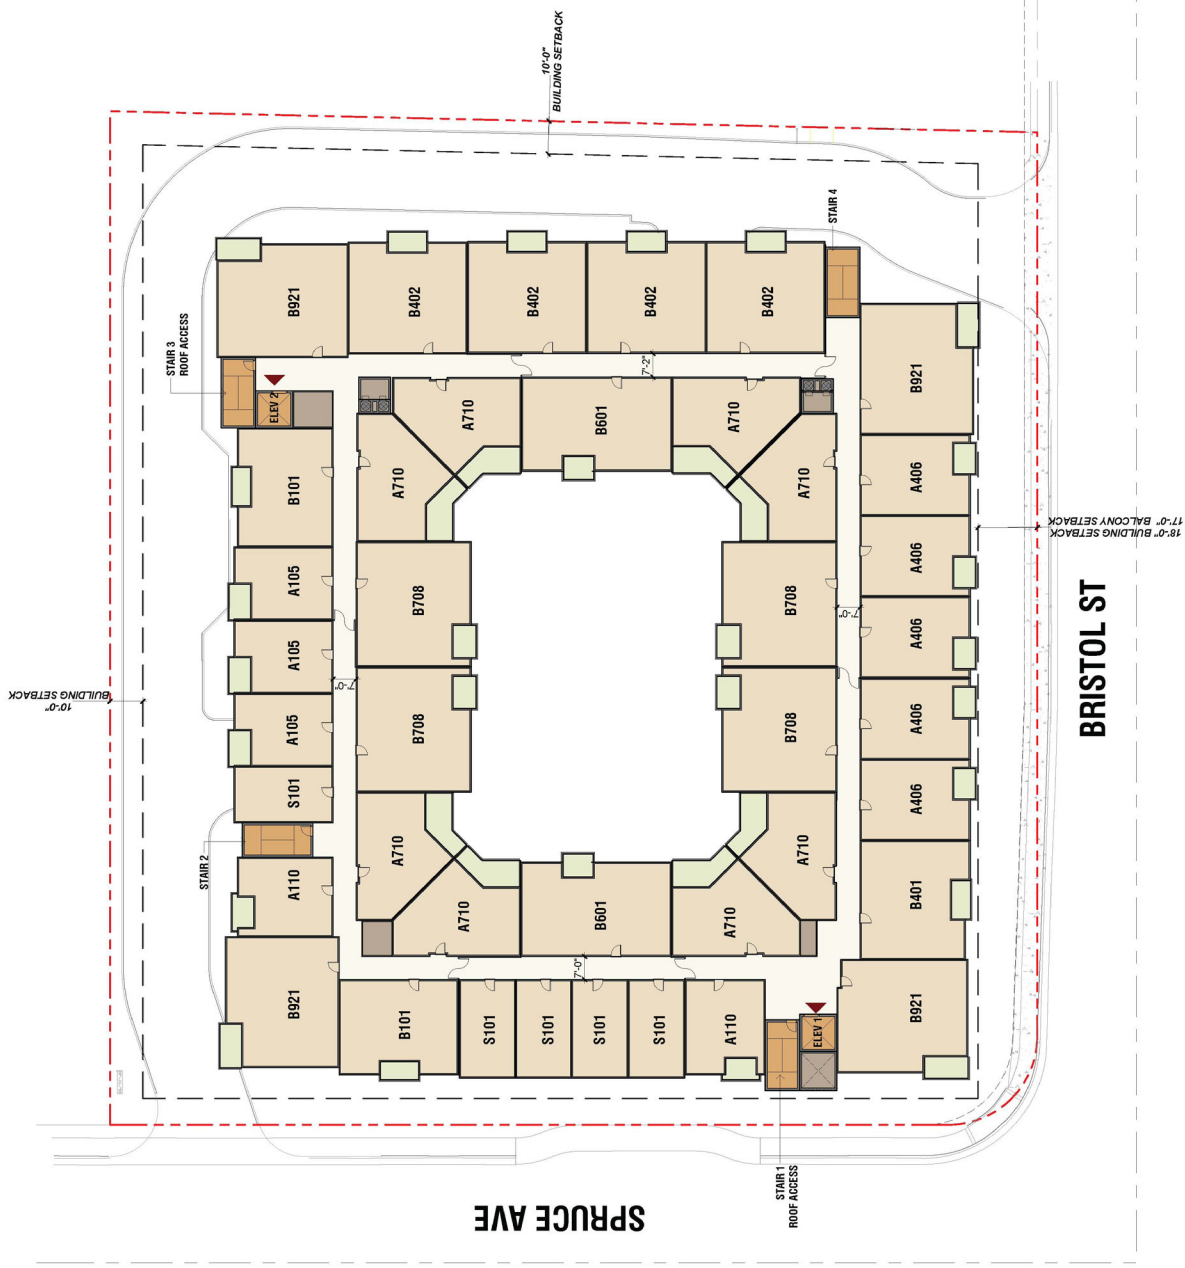 10'-0"
BUILDING SETBACK
STAIR 4
STAIR 3
ROOF ACCESS
B921
B402
B402
B402
B402
7'-2"
ELEV 2
A710
B601
A710
B921
B101
A710
A710
A406
A105
B708
B708
A406
18'-0" BUILDING SETBACK
17'-0" BALCONY SETBACK
7'-0"
A105
A406
10'-0"
BUILDING SETBACK
7'-0"
A105
B708
B708
A406
BRISTOL ST
S101
A406
STAIR 2
A110
A710
A710
B401
A710
B601
A710
7'-0"
B921
B101
S101
S101
S101
S101
A110
ELEV 1
B921
STAIR 1
ROOF ACCESS
SPRUCE AVE